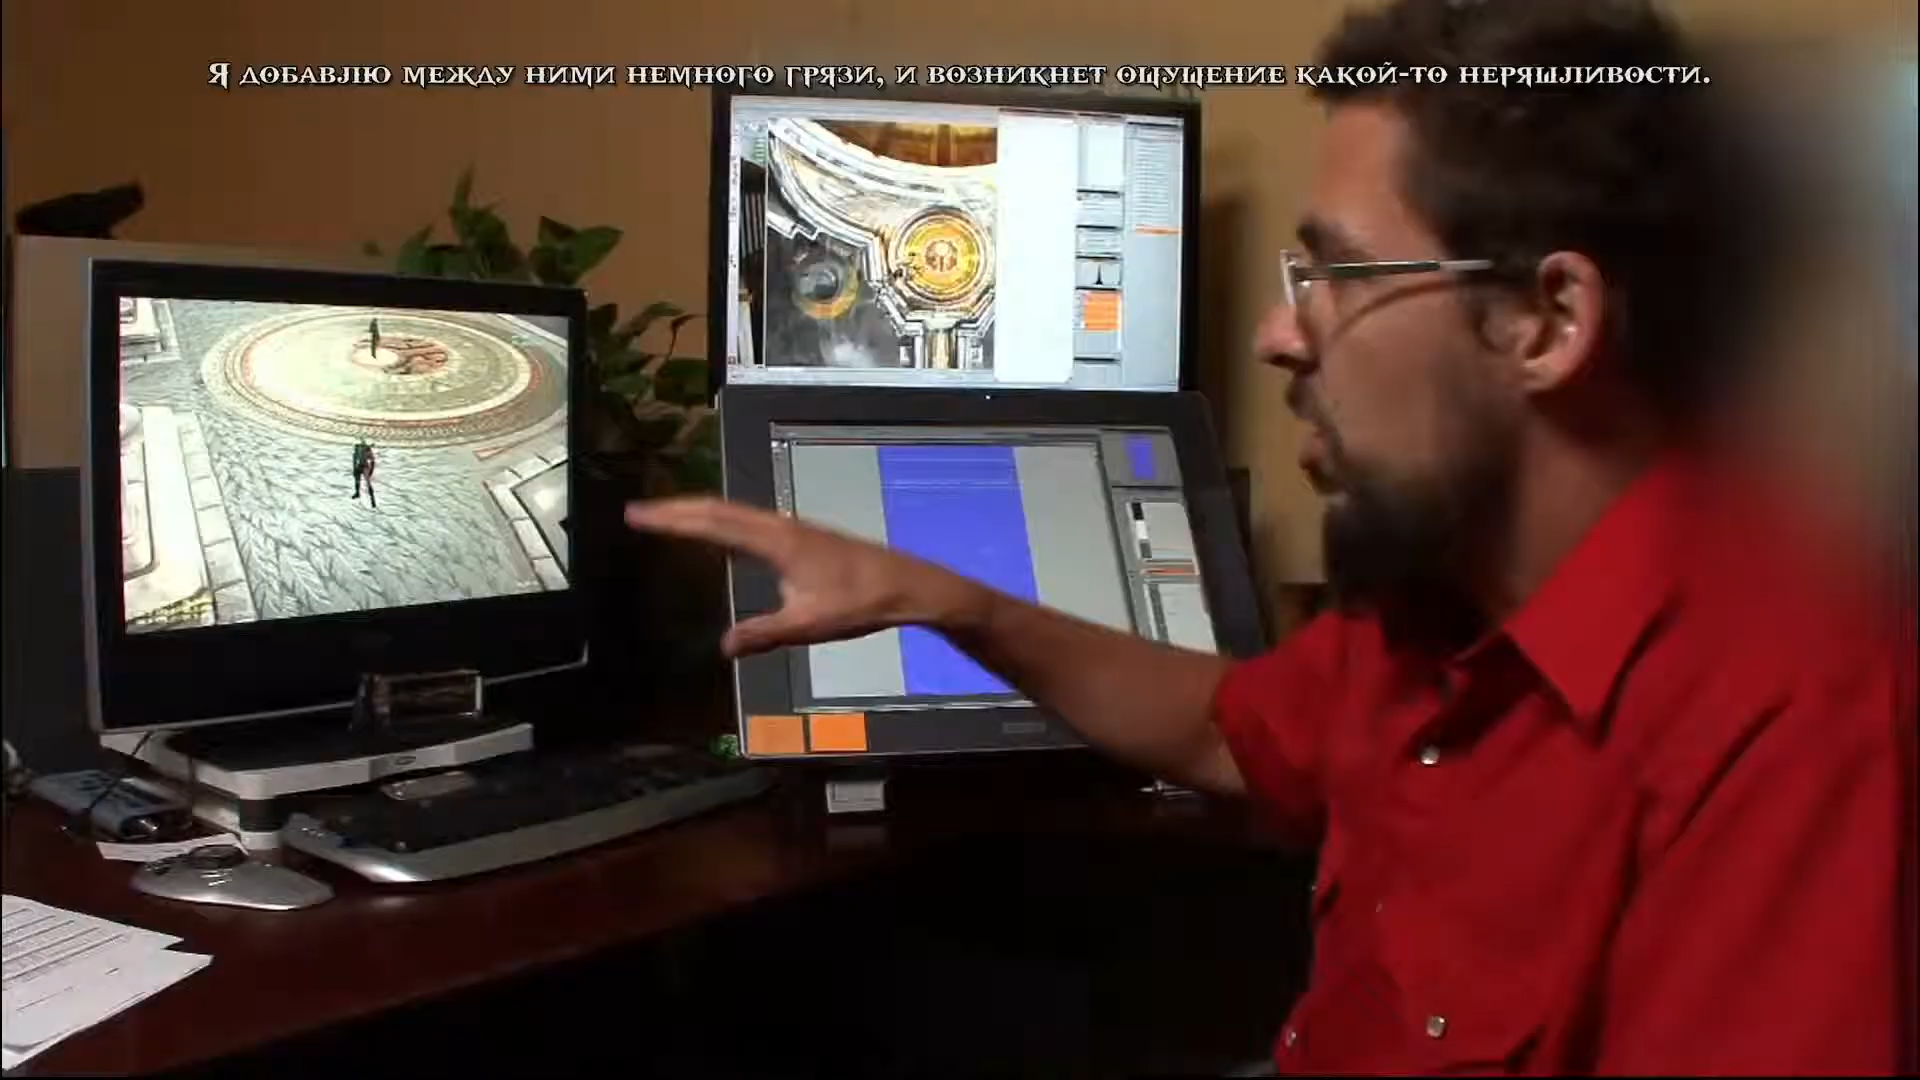 Я добавлю между ними немного грязи, и возникнет ощущение какой-то неряшливости.